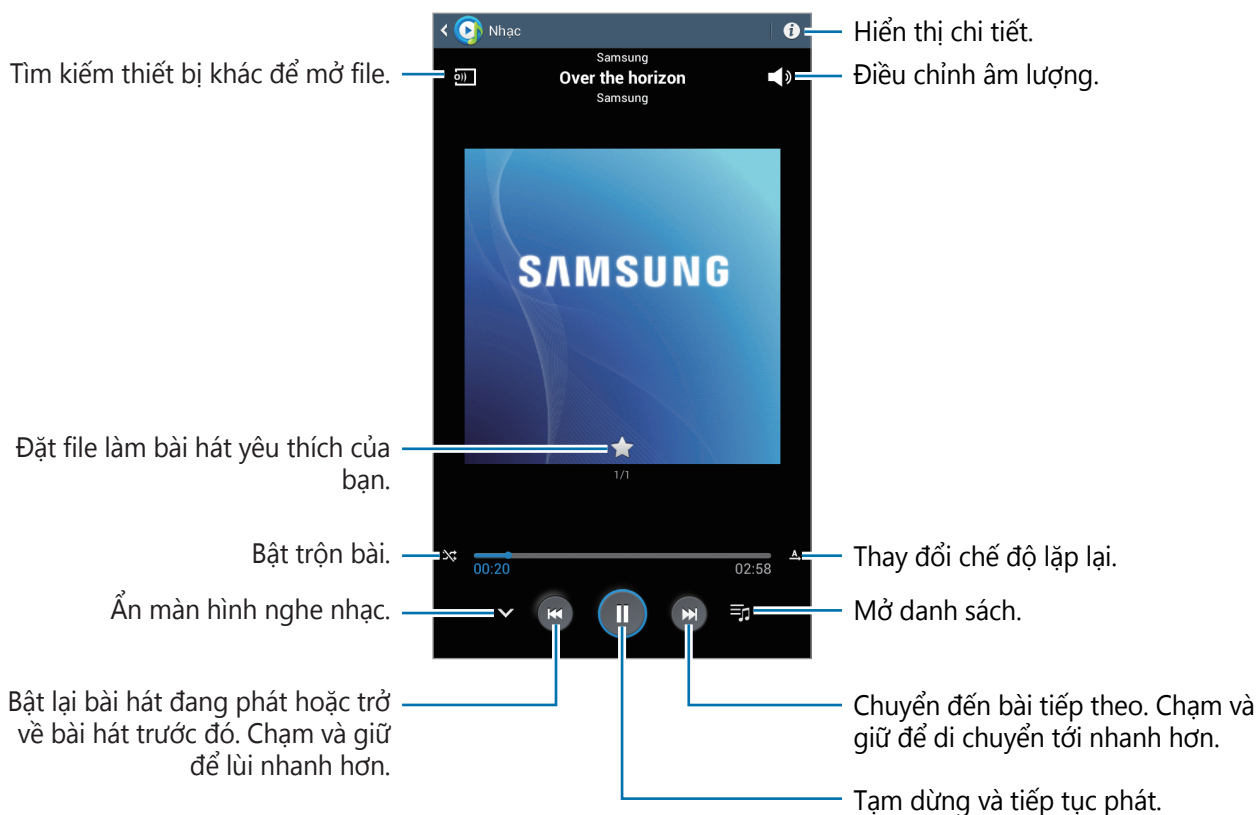 Nhạc
Hiển thị chi tiết.
Samsung
Tìm kiếm thiết bị khác để mở file.
Over the horizon
Điều chỉnh âm lượng.
Samsung
SAMSUNG
Đặt file làm bài hát yêu thích của
bạn.
1/1
Bật trộn bài.
A
Thay đổi chế độ lặp lại.
00:20
02:58
Ẩn màn hình nghe nhạc.
Mở danh sách.
Bật lại bài hát đang phát hoặc trở
về bài hát trước đó. Chạm và giữ
để lùi nhanh hơn.
Chuyển đến bài tiếp theo. Chạm và
giữ để di chuyển tới nhanh hơn.
Tạm dừng và tiếp tục phát.